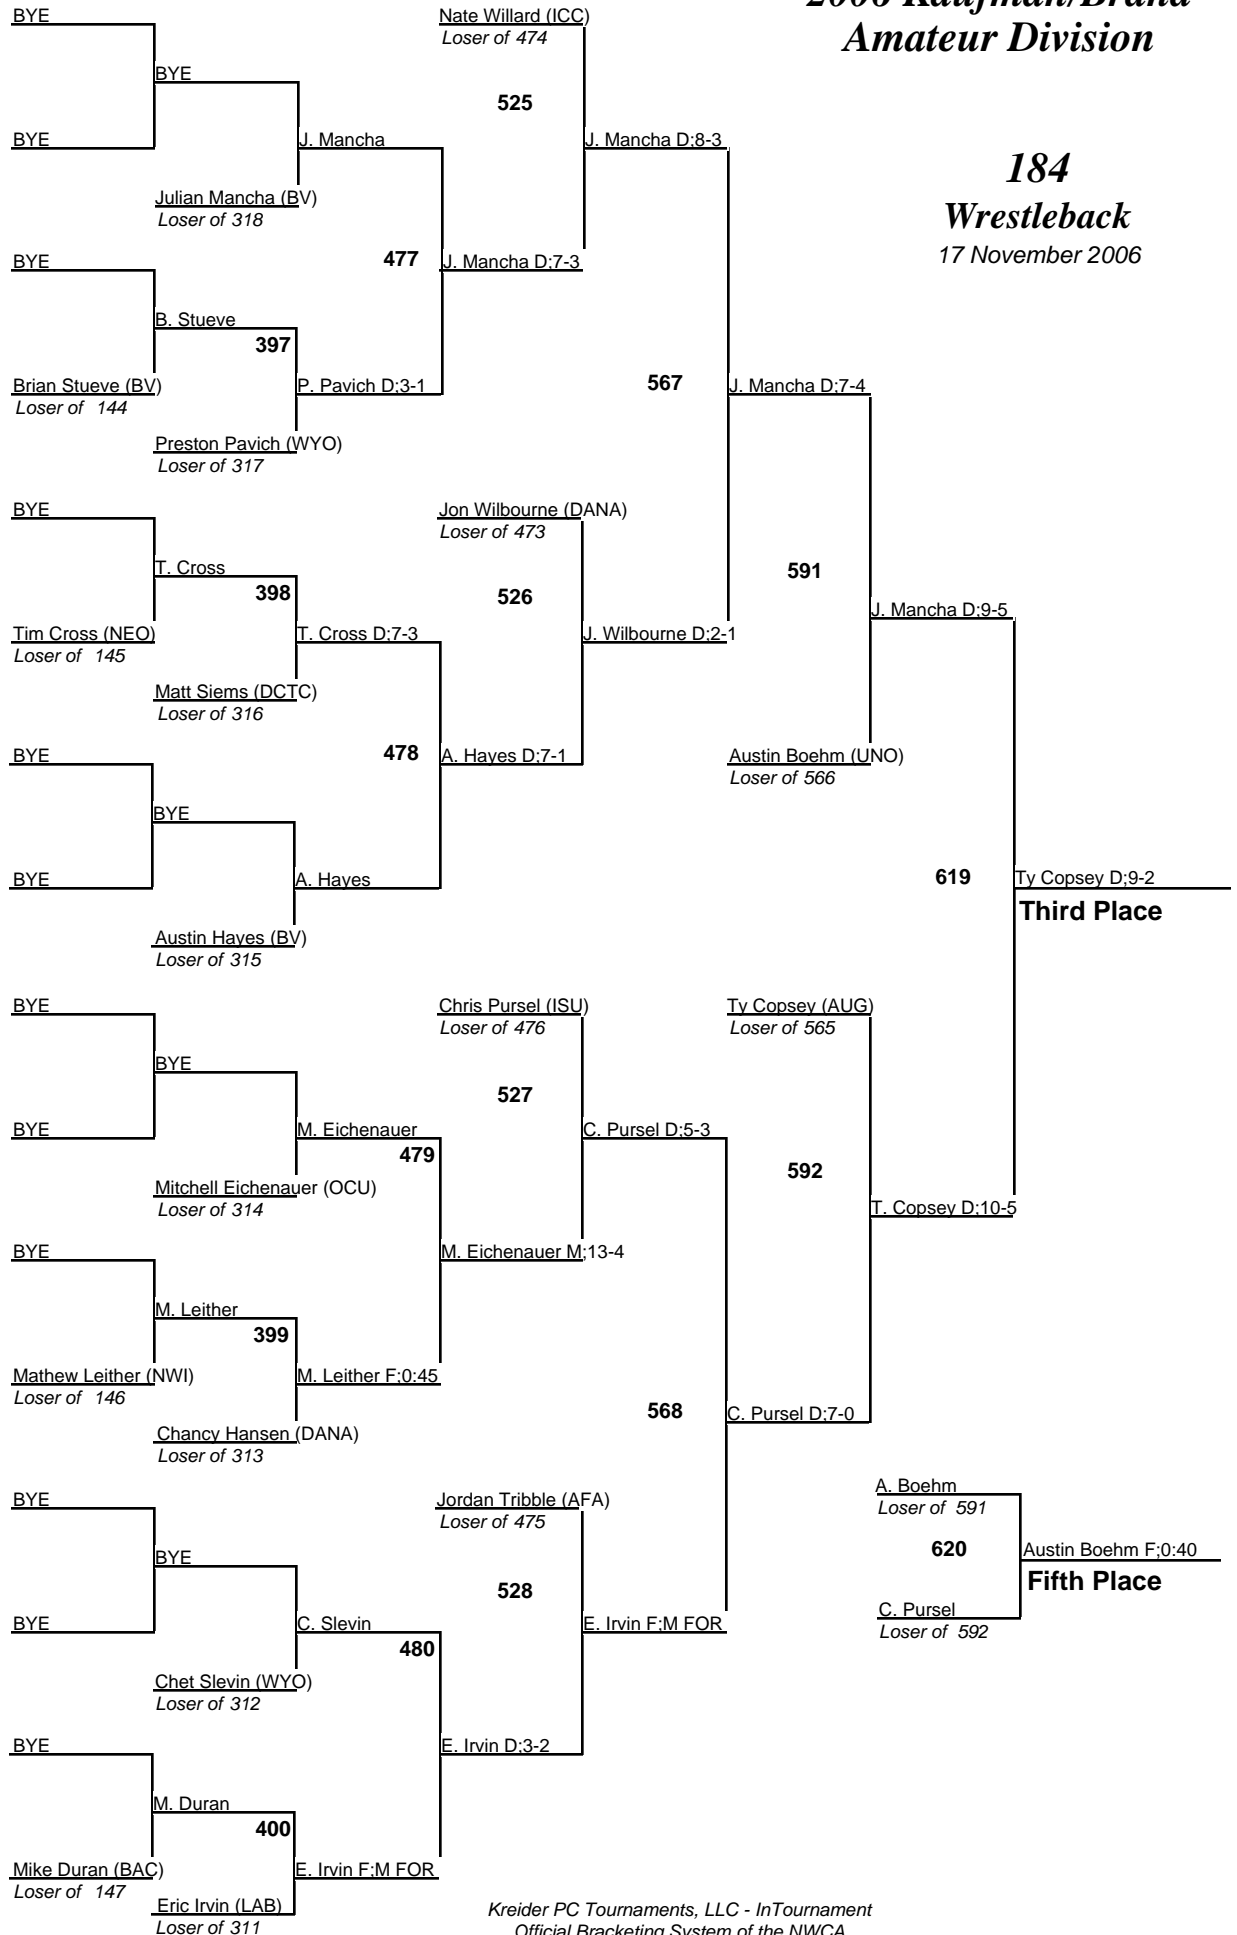 2006 Kaufman/Brand
Amateur Division
184
Wrestleback
17 November 2006
BYE
BYE
BYE
J. Mancha
Julian Mancha (BV)
Loser of 318
BYE
B. Stueve
397
Brian Stueve (BV)
Loser of 144
P. Pavich D;3-1
Preston Pavich (WYO)
Loser of 317
477
J. Mancha D;7-3
Nate Willard (ICC)
Loser of 474
525
J. Mancha D;8-3
BYE
T. Cross
398
Tim Cross (NEO)
Loser of 145
T. Cross D;7-3
Matt Siems (DCTC)
Loser of 316
478
A. Hayes D;7-1
BYE
BYE
BYE
A. Hayes
Austin Hayes (BV)
Loser of 315
Jon Wilbourne (DANA)
Loser of 473
526
J. Wilbourne D;2-1
567
J. Mancha D;7-4
591
J. Mancha D;9-5
Austin Boehm (UNO)
Loser of 566
619
Ty Copsey D;9-2
Third Place
BYE
BYE
BYE
M. Eichenauer
479
Mitchell Eichenauer (OCU)
Loser of 314
BYE
M. Leither
399
Mathew Leither (NWI)
Loser of 146
M. Leither F;0:45
Chancy Hansen (DANA)
Loser of 313
M. Eichenauer M;13-4
Chris Pursel (ISU)
Loser of 476
527
C. Pursel D;5-3
Ty Copsey (AUG)
Loser of 565
592
T. Copsey D;10-5
568
C. Pursel D;7-0
BYE
BYE
BYE
C. Slevin
480
Chet Slevin (WYO)
Loser of 312
BYE
M. Duran
400
Mike Duran (BAC)
Loser of 147
E. Irvin F;M FOR
Eric Irvin (LAB)
Loser of 311
E. Irvin D;3-2
Jordan Tribble (AFA)
Loser of 475
528
E. Irvin F;M FOR
A. Boehm
Loser of 591
620
Austin Boehm F;0:40
Fifth Place
C. Pursel
Loser of 592
Kreider PC Tournaments, LLC - InTournament
Official Bracketing System of the NWCA